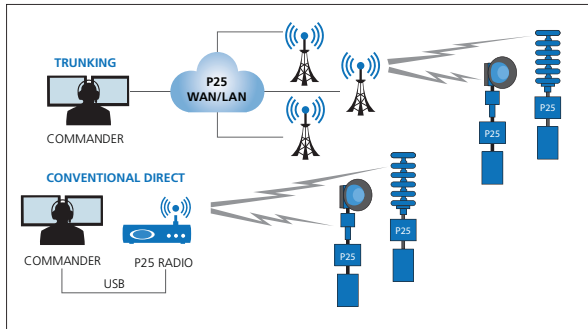 TRUNKING
P25
WAN/LAN
COMMANDER
P25
P25
CONVENTIONAL DIRECT
P25
P25
COMMANDER
P25 RADIO
USB